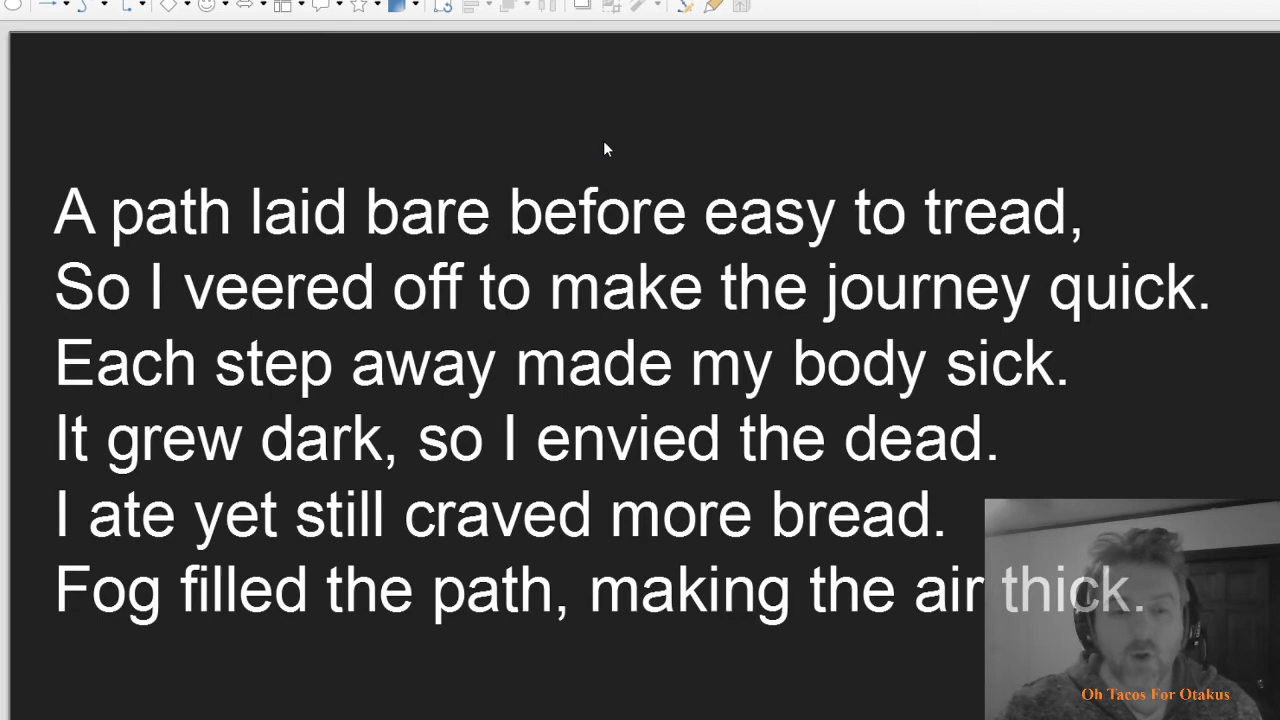 A path laid bare before easy to tread,
So I veered off to make the journey quick.
Each step away made my body sick.
It grew dark, so I envied the dead.
I ate yet still craved more bread.
Fog filled the path, making the air thick.
Oh Tacos For Otakus